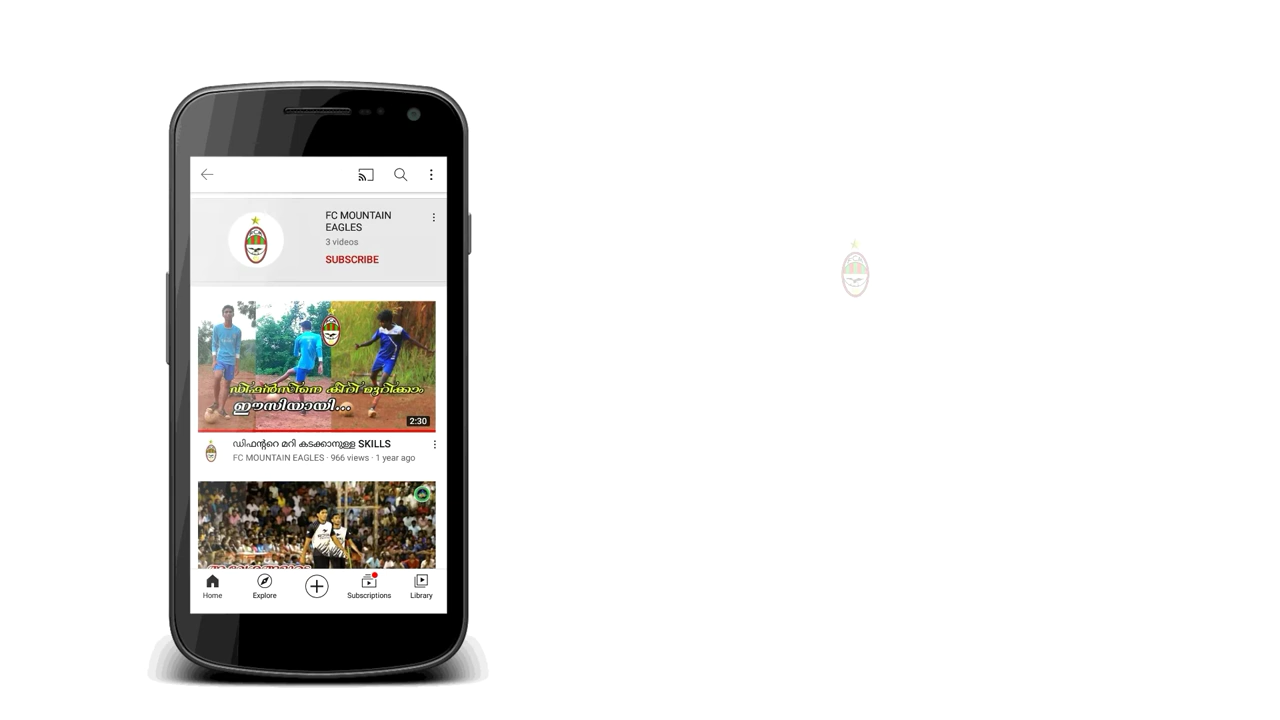 FC MOUNTAIN
EAGLES
3 videos
SUBSCRIBE
ഡിഫൻസിനെ കീറി മുറിക്കാം
ഈസിയായി...
2:30
ഡിഫന്ററെ മറി കടക്കാനുള്ള SKILLS
FC MOUNTAIN EAGLES · 966 views · 1 year ago
Home Explore Subscriptions Library